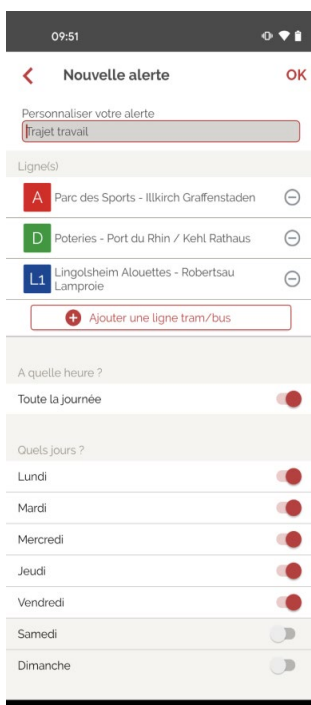 09:51
Nouvelle alerte
OK
Personnaliser votre alerte
Trajet travail
Ligne(s)
A Parc des Sports - Illkirch Graffenstaden
D Poteries - Port du Rhin / Kehl Rathaus
L1 Lingolsheim Alouettes - Robertsau
Lamproie
Ajouter une ligne tram/bus
A quelle heure ?
Toute la journée
Quels jours ?
Lundi
Mardi
Mercredi
Jeudi
Vendredi
Samedi
Dimanche